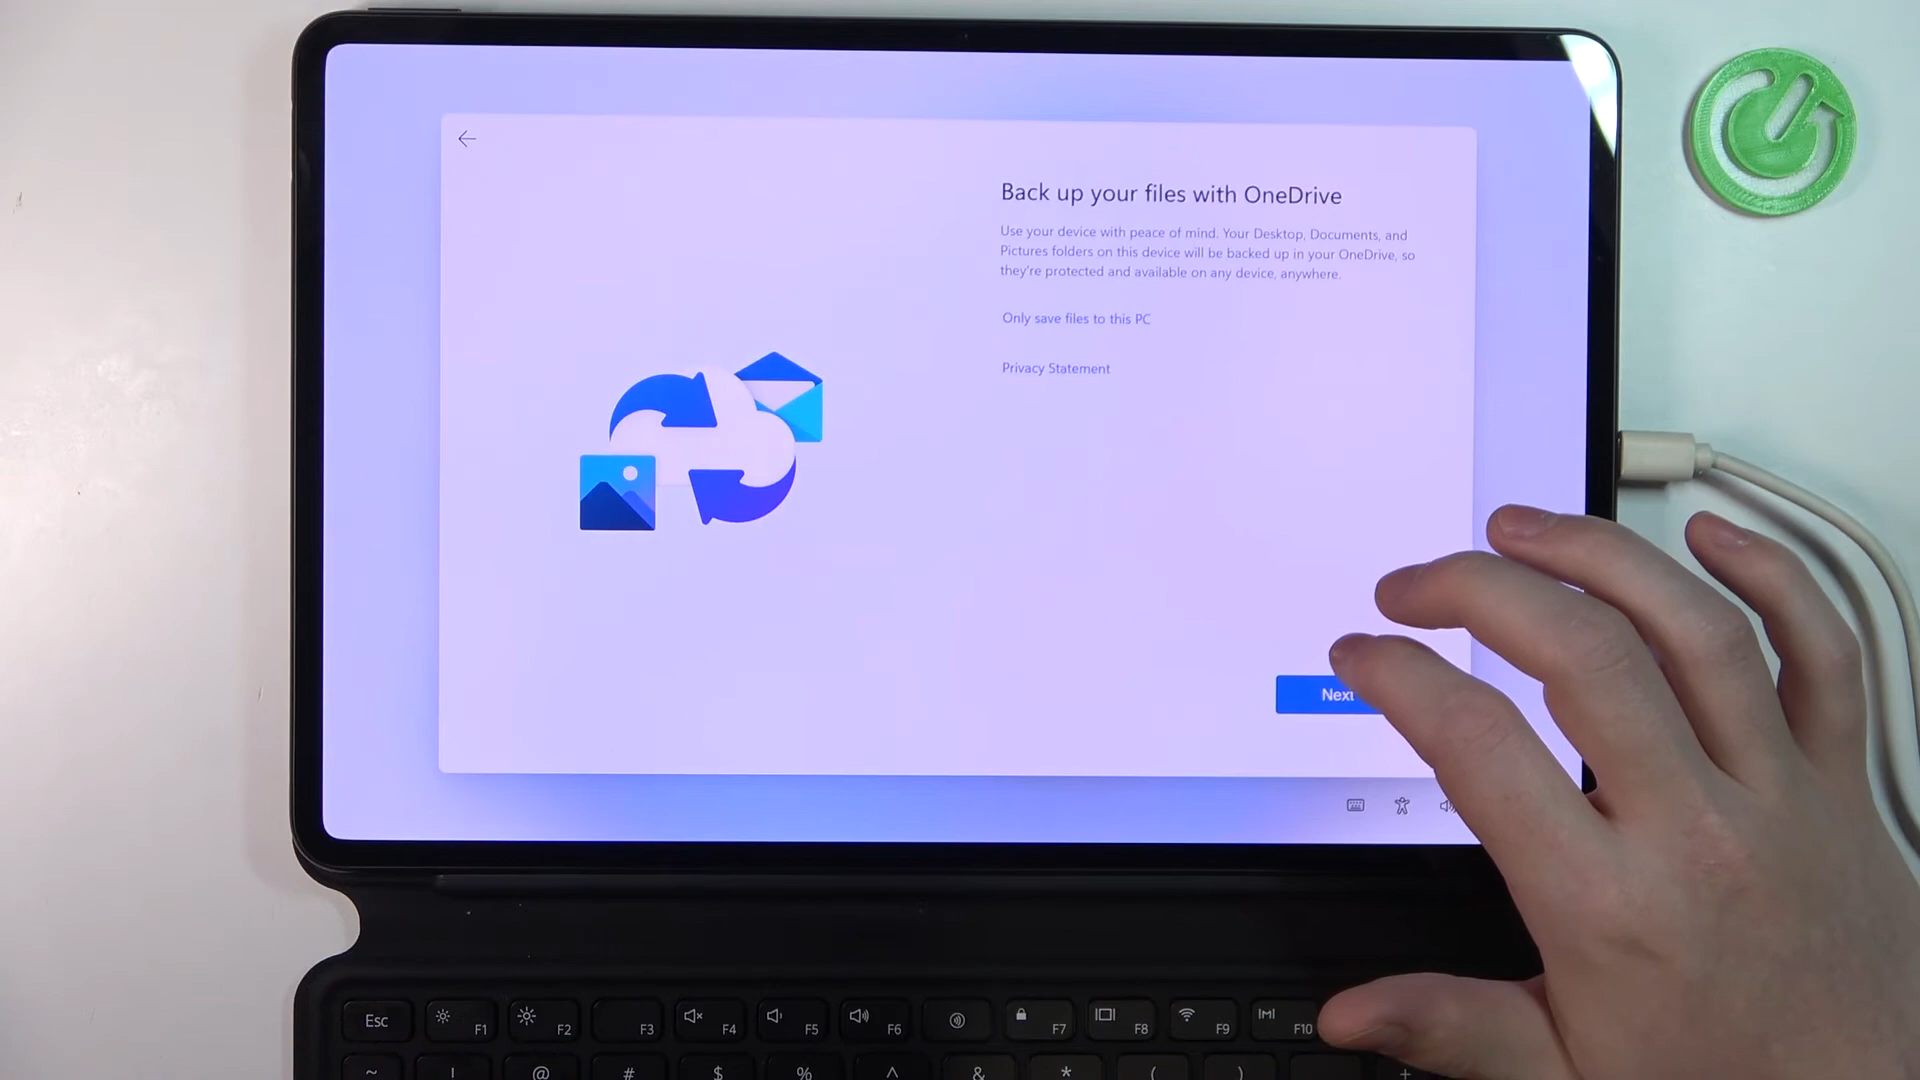 Back up your files with OneDrive
Use your device with peace of mind. Your Desktop, Documents, and
Pictures folders on this device will be backed up in your OneDrive, so
they're protected and available on any device, anywhere.
Only save files to this PC
Privacy Statement
Next
Esc F1 F2 F3 F4 F5 F6 F7 F8 F9 F10
~ ! @ # $ % ^ & * ( ) +